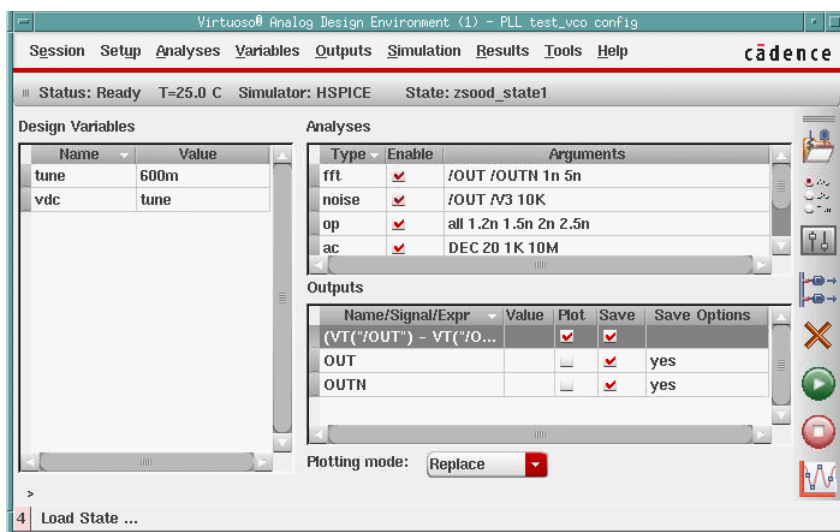 Virtuoso® Analog Design Environment (1) - PLL test_vco config
Session Setup Analyses Variables Outputs Simulation Results Tools Help cādence
Status: Ready T=25.0 C Simulator: HSPICE State: zsood_state1
Design Variables
Name Value
tune 600m
vdc tune
Analyses
Type Enable Arguments
fft /OUT /OUTN 1n 5n
noise /OUT /V3 10K
op all 1.2n 1.5n 2n 2.5n
ac DEC 20 1K 10M
Outputs
Name/Signal/Expr Value Plot Save Save Options
(VT("/OUT") - VT("/O...
OUT yes
OUTN yes
Plotting mode: Replace
>
4 Load State ...